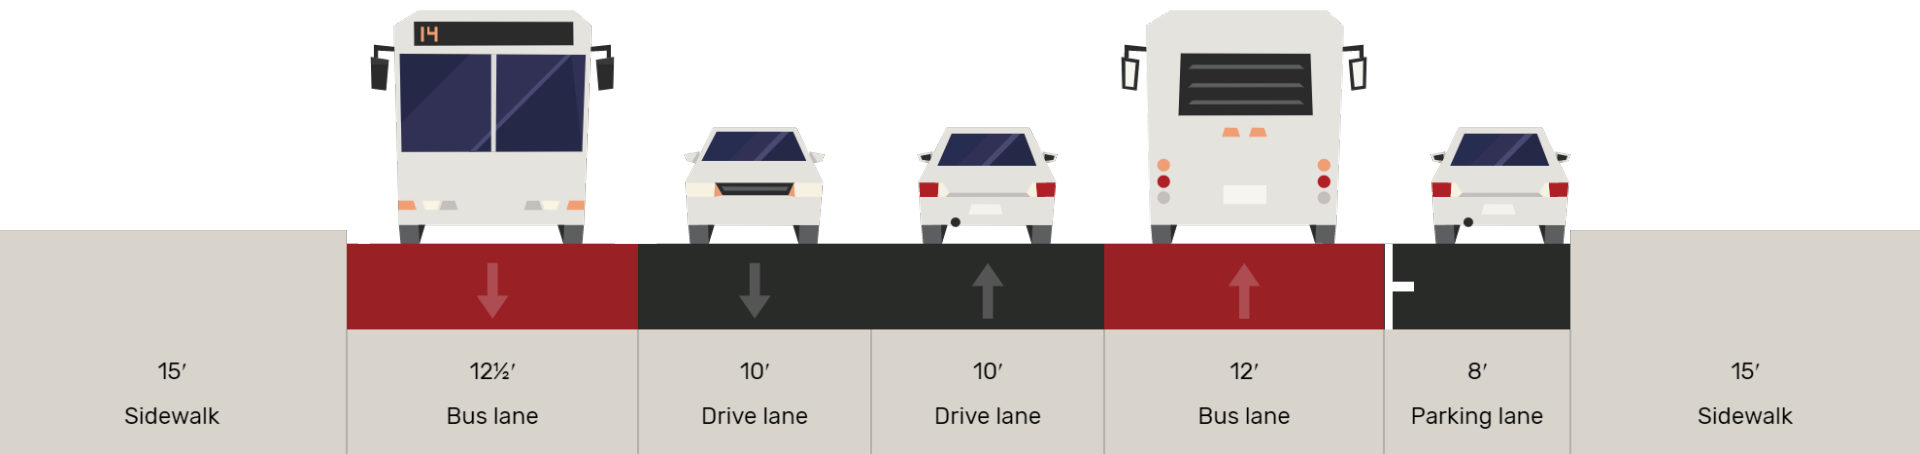 14
15′
Sidewalk
12½′
Bus lane
10′
Drive lane
10′
Drive lane
12′
Bus lane
8′
Parking lane
15′
Sidewalk